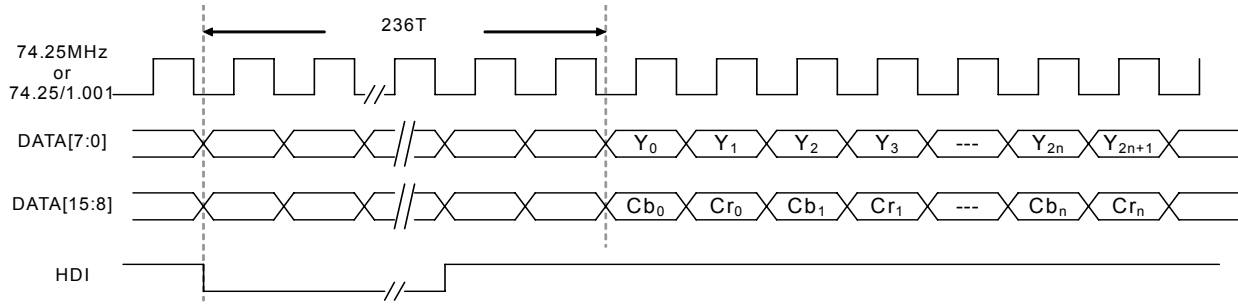 236T
74.25MHz
or
74.25/1.001
DATA[7:0] Y₀ Y₁ Y₂ Y₃ --- Y₂ₙ Y₂ₙ₊₁
DATA[15:8] Cb₀ Cr₀ Cb₁ Cr₁ --- Cbₙ Crₙ
HDI